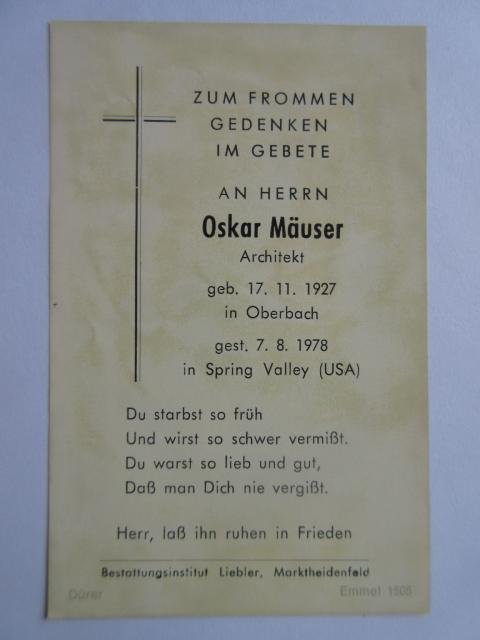 ZUM FROMMEN
GEDENKEN
IM GEBETE
AN HERRN
Oskar Mäuser
Architekt
geb. 17. 11. 1927
in Oberbach
gest. 7. 8. 1978
in Spring Valley (USA)
Du starbst so früh
Und wirst so schwer vermißt.
Du warst so lieb und gut,
Daß man Dich nie vergißt.
Herr, laß ihn ruhen in Frieden
Bestattungsinstitut Liebler, Marktheidenfeld
Dürer Emmel 1505